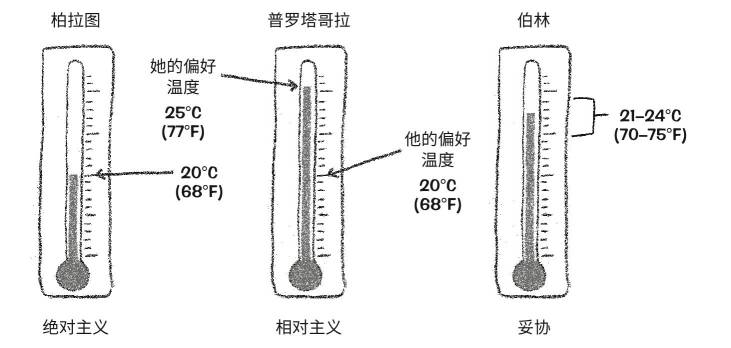 柏拉图
普罗塔哥拉
伯林
她的偏好
温度
25°C
(77°F)
20°C
(68°F)
他的偏好
温度
20°C
(68°F)
21–24°C
(70–75°F)
绝对主义
相对主义
妥协